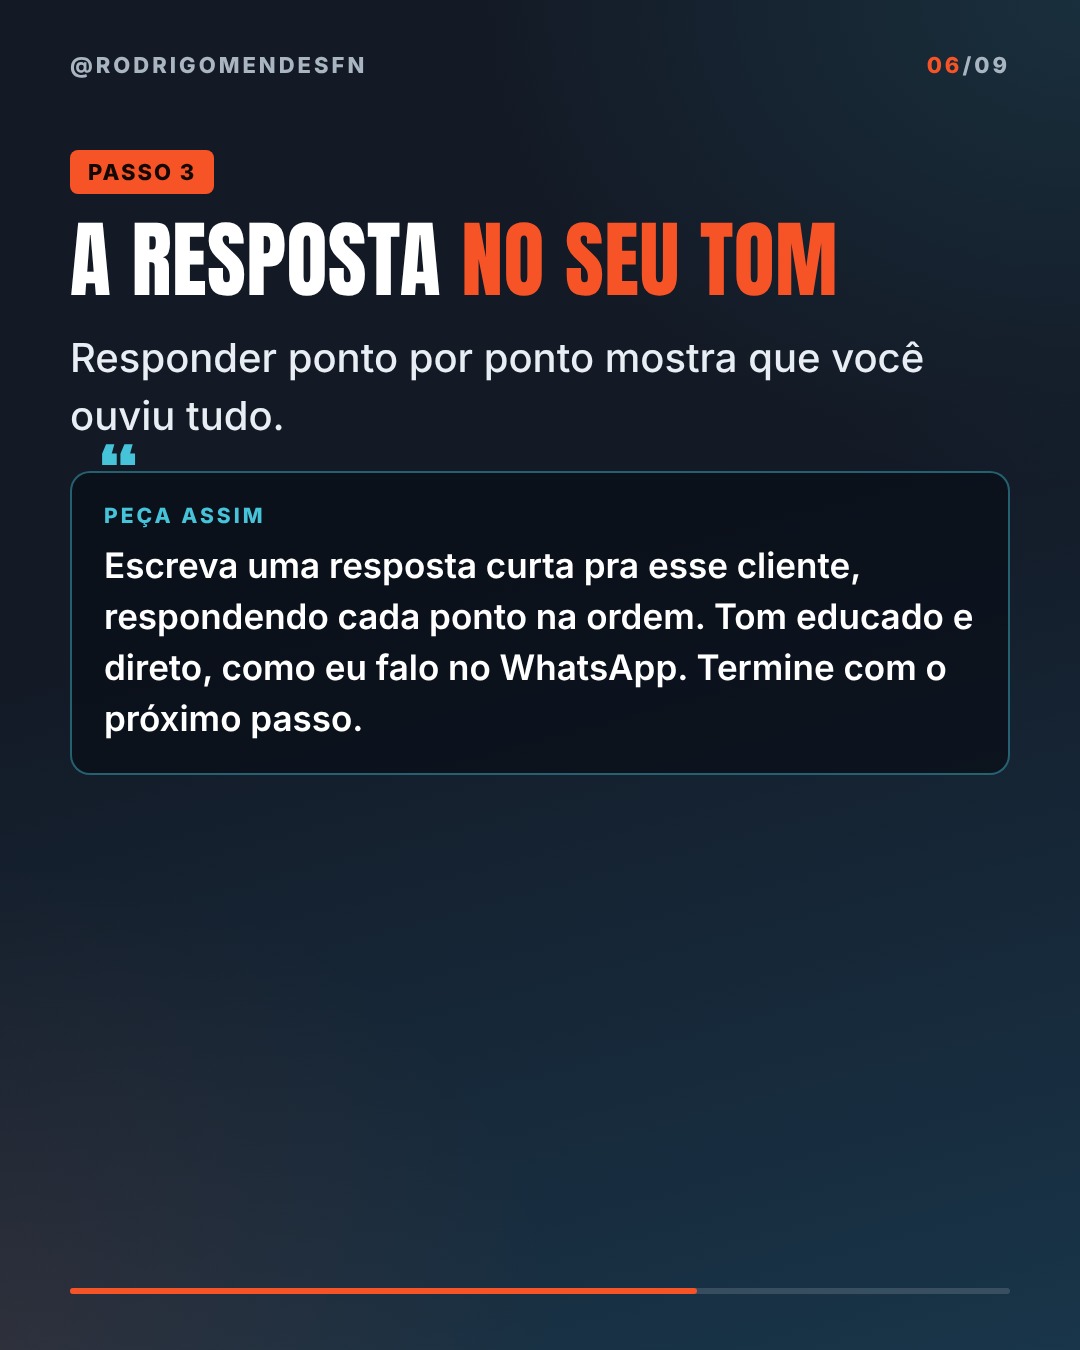 @RODRIGOMENDESFN
06/09
PASSO 3
A RESPOSTA NO SEU TOM
Responder ponto por ponto mostra que você
ouviu tudo.
❝
PEÇA ASSIM
Escreva uma resposta curta pra esse cliente,
respondendo cada ponto na ordem. Tom educado e
direto, como eu falo no WhatsApp. Termine com o
próximo passo.